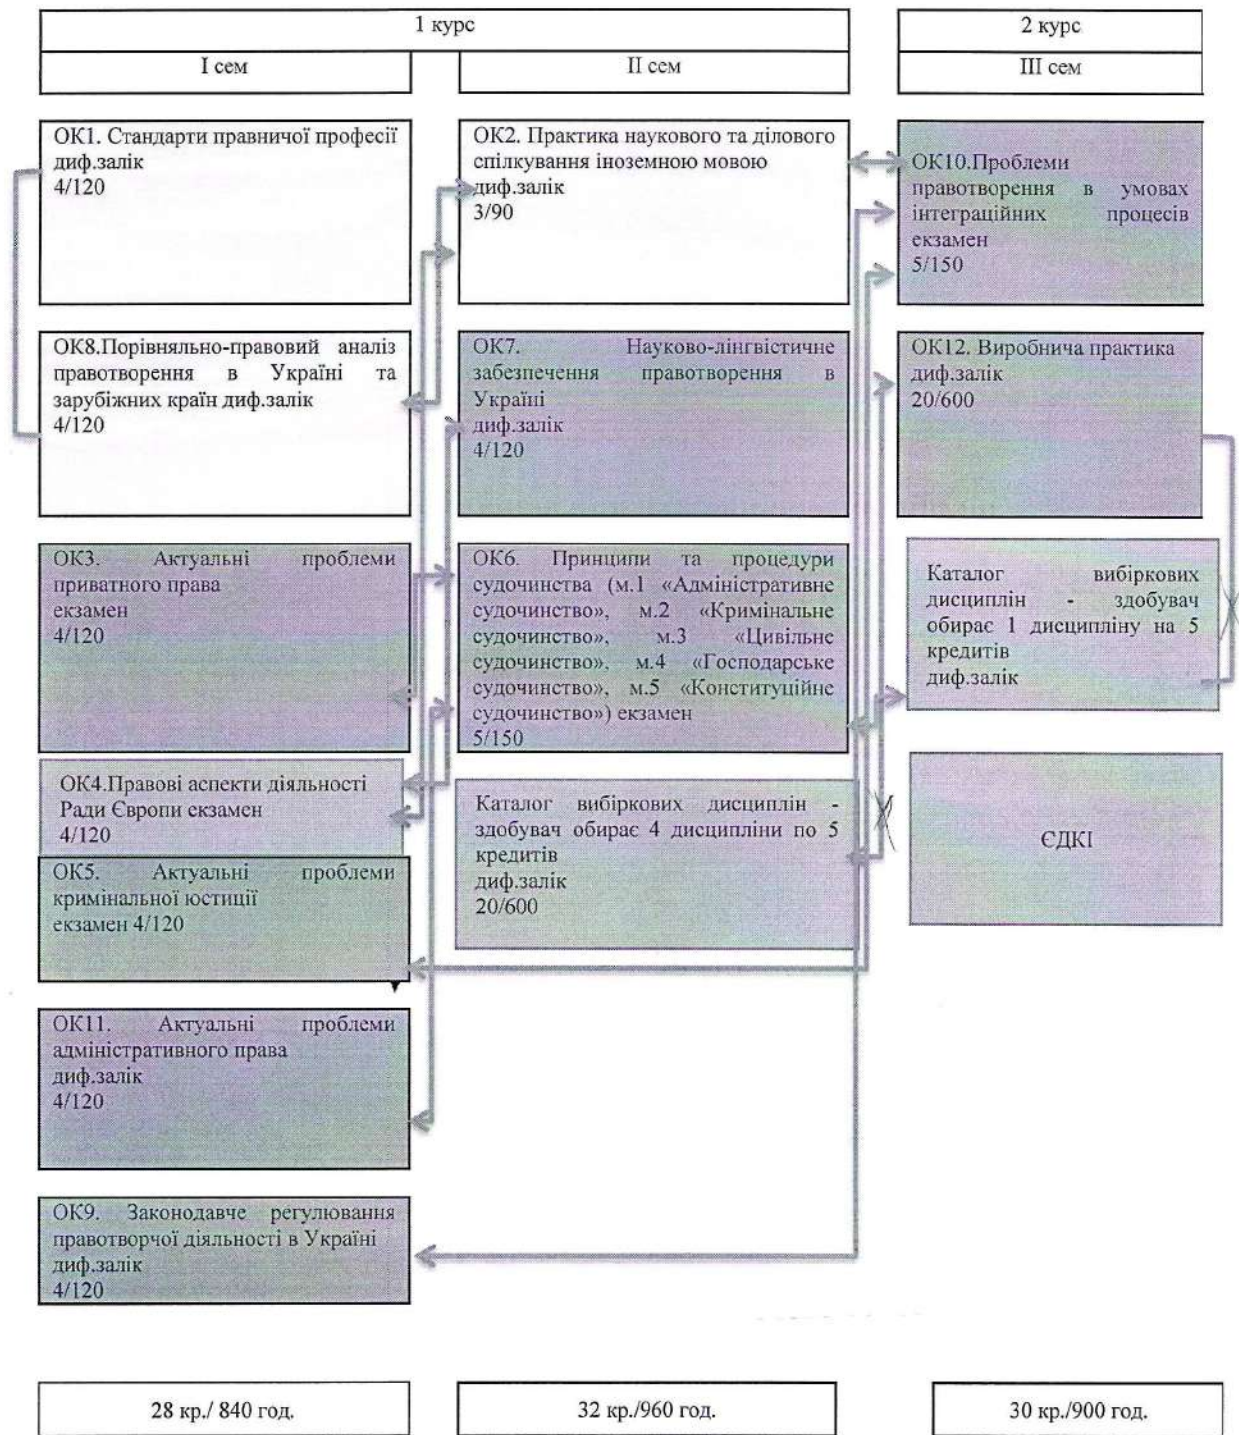 1 курс
2 курс
І сем
ІІ сем
ІІІ сем
ОК1. Стандарти правничої професії
диф.залік
4/120
ОК8.Порівняльно-правовий аналіз
правотворення в Україні та
зарубіжних країн диф.залік
4/120
ОК3. Актуальні проблеми
приватного права
екзамен
4/120
ОК4.Правові аспекти діяльності
Ради Європи екзамен
4/120
ОК5. Актуальні проблеми
кримінальної юстиції
екзамен 4/120
ОК11. Актуальні проблеми
адміністративного права
диф.залік
4/120
ОК9. Законодавче регулювання
правотворчої діяльності в Україні
диф.залік
4/120
ОК2. Практика наукового та ділового
спілкування іноземною мовою
диф.залік
3/90
ОК7. Науково-лінгвістичне
забезпечення правотворення в
Україні
диф.залік
4/120
ОК6. Принципи та процедури
судочинства (м.1 «Адміністративне
судочинство», м.2 «Кримінальне
судочинство», м.3 «Цивільне
судочинство», м.4 «Господарське
судочинство», м.5 «Конституційне
судочинство») екзамен
5/150
Каталог вибіркових дисциплін -
здобувач обирає 4 дисципліни по 5
кредитів
диф.залік
20/600
ОК10.Проблеми
правотворення в умовах
інтеграційних процесів
екзамен
5/150
ОК12. Виробнича практика
диф.залік
20/600
Каталог вибіркових
дисциплін - здобувач
обирає 1 дисципліну на 5
кредитів
диф.залік
ЄДКІ
28 кр./ 840 год.
32 кр./960 год.
30 кр./900 год.